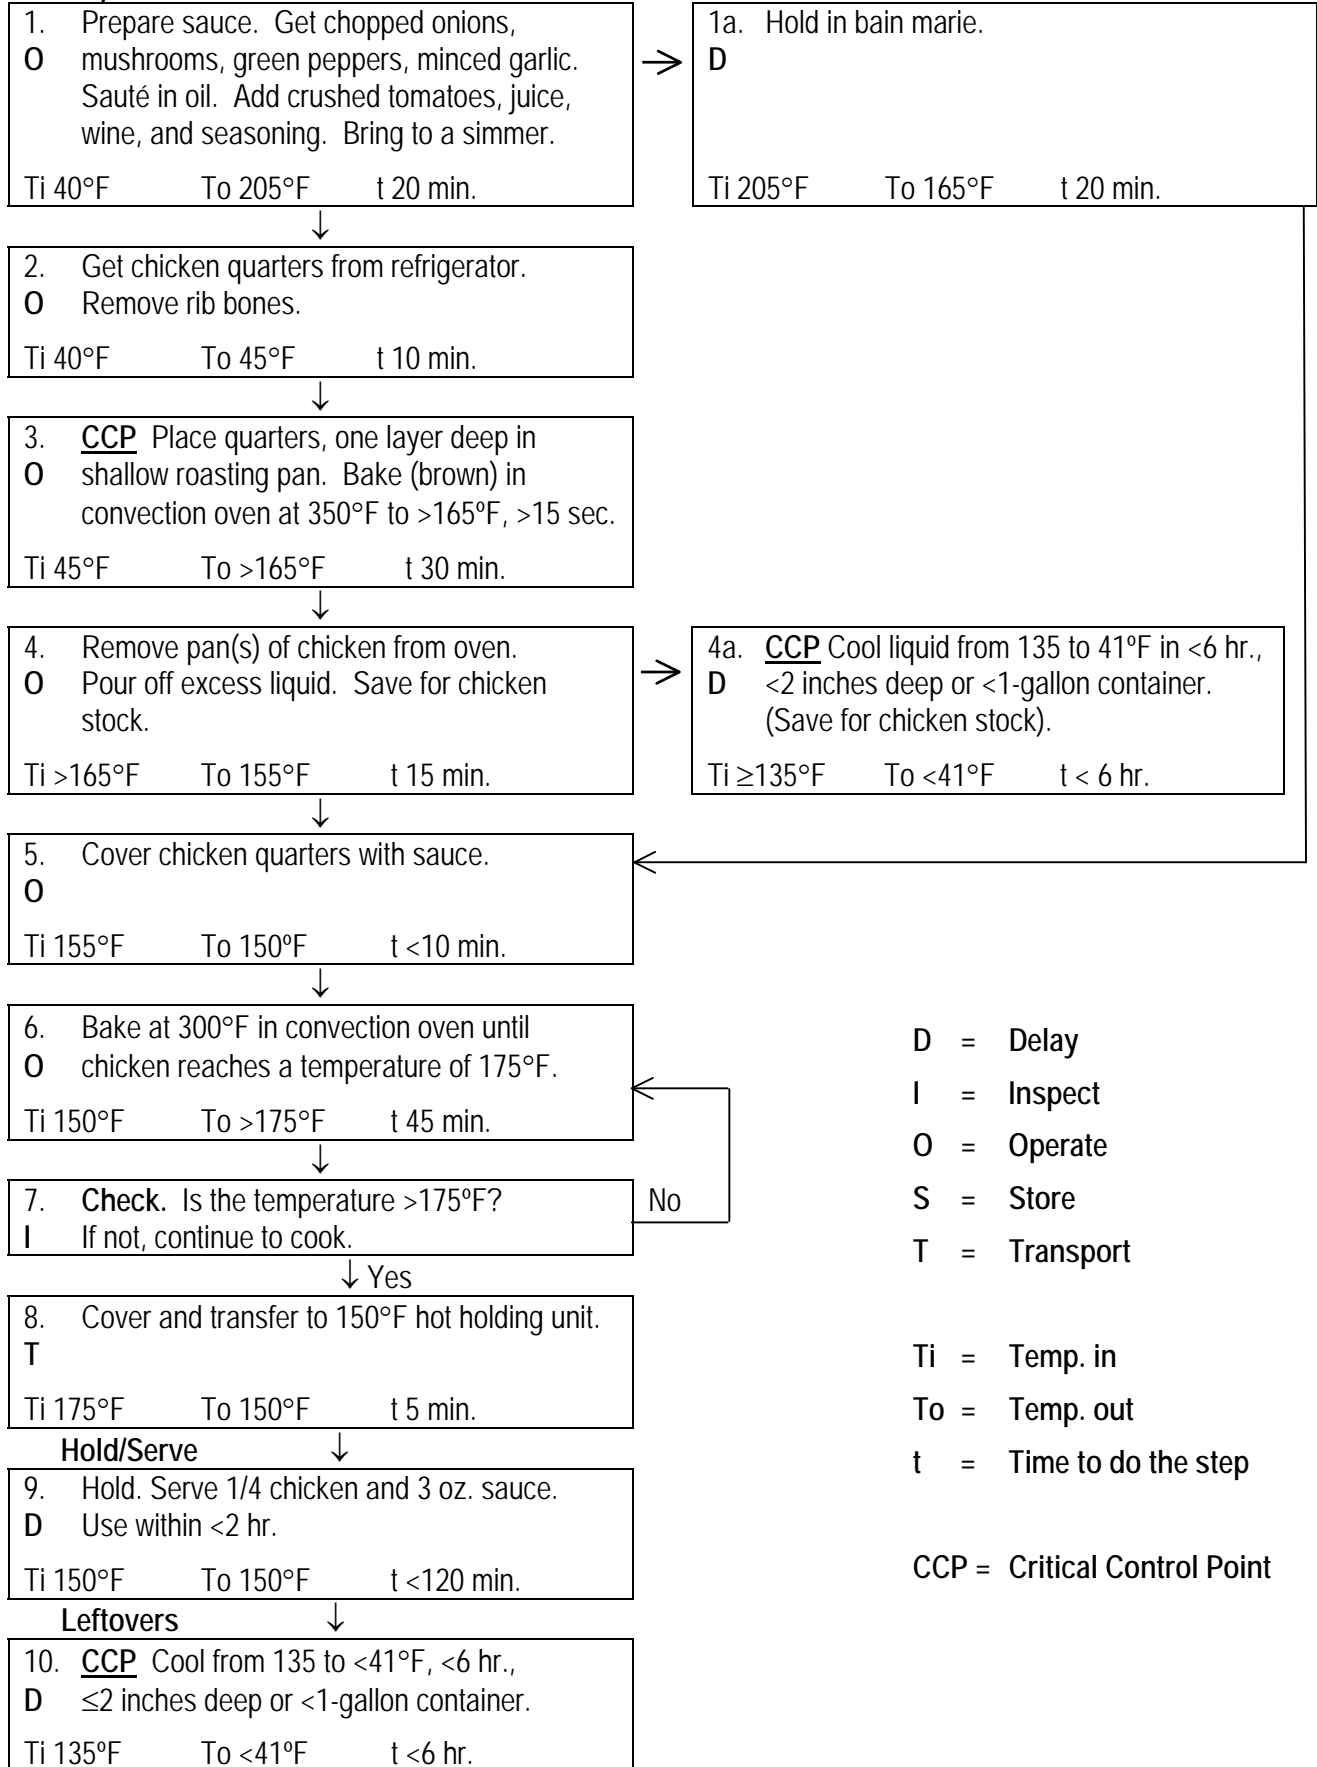 1. Prepare sauce. Get chopped onions,
O mushrooms, green peppers, minced garlic.
Sauté in oil. Add crushed tomatoes, juice,
wine, and seasoning. Bring to a simmer.
Ti 40°F To 205°F t 20 min.
1a. Hold in bain marie.
D
Ti 205°F To 165°F t 20 min.
↓
2. Get chicken quarters from refrigerator.
O Remove rib bones.
Ti 40°F To 45°F t 10 min.
↓
3. CCP Place quarters, one layer deep in
O shallow roasting pan. Bake (brown) in
convection oven at 350°F to >165ºF, >15 sec.
Ti 45°F To >165°F t 30 min.
↓
4. Remove pan(s) of chicken from oven.
O Pour off excess liquid. Save for chicken
stock.
Ti >165°F To 155°F t 15 min.
4a. CCP Cool liquid from 135 to 41ºF in <6 hr.,
D <2 inches deep or <1-gallon container.
(Save for chicken stock).
Ti ≥135°F To <41°F t < 6 hr.
↓
5. Cover chicken quarters with sauce.
O
Ti 155°F To 150ºF t <10 min.
↓
6. Bake at 300°F in convection oven until
O chicken reaches a temperature of 175°F.
Ti 150°F To >175°F t 45 min.
↓
7. Check. Is the temperature >175ºF?
I If not, continue to cook.
No
↓ Yes
8. Cover and transfer to 150°F hot holding unit.
T
Ti 175°F To 150°F t 5 min.
Hold/Serve ↓
9. Hold. Serve 1/4 chicken and 3 oz. sauce.
D Use within <2 hr.
Ti 150°F To 150°F t <120 min.
Leftovers ↓
10. CCP Cool from 135 to <41°F, <6 hr.,
D ≤2 inches deep or <1-gallon container.
Ti 135ºF To <41ºF t <6 hr.
D = Delay
I = Inspect
O = Operate
S = Store
T = Transport
Ti = Temp. in
To = Temp. out
t = Time to do the step
CCP = Critical Control Point